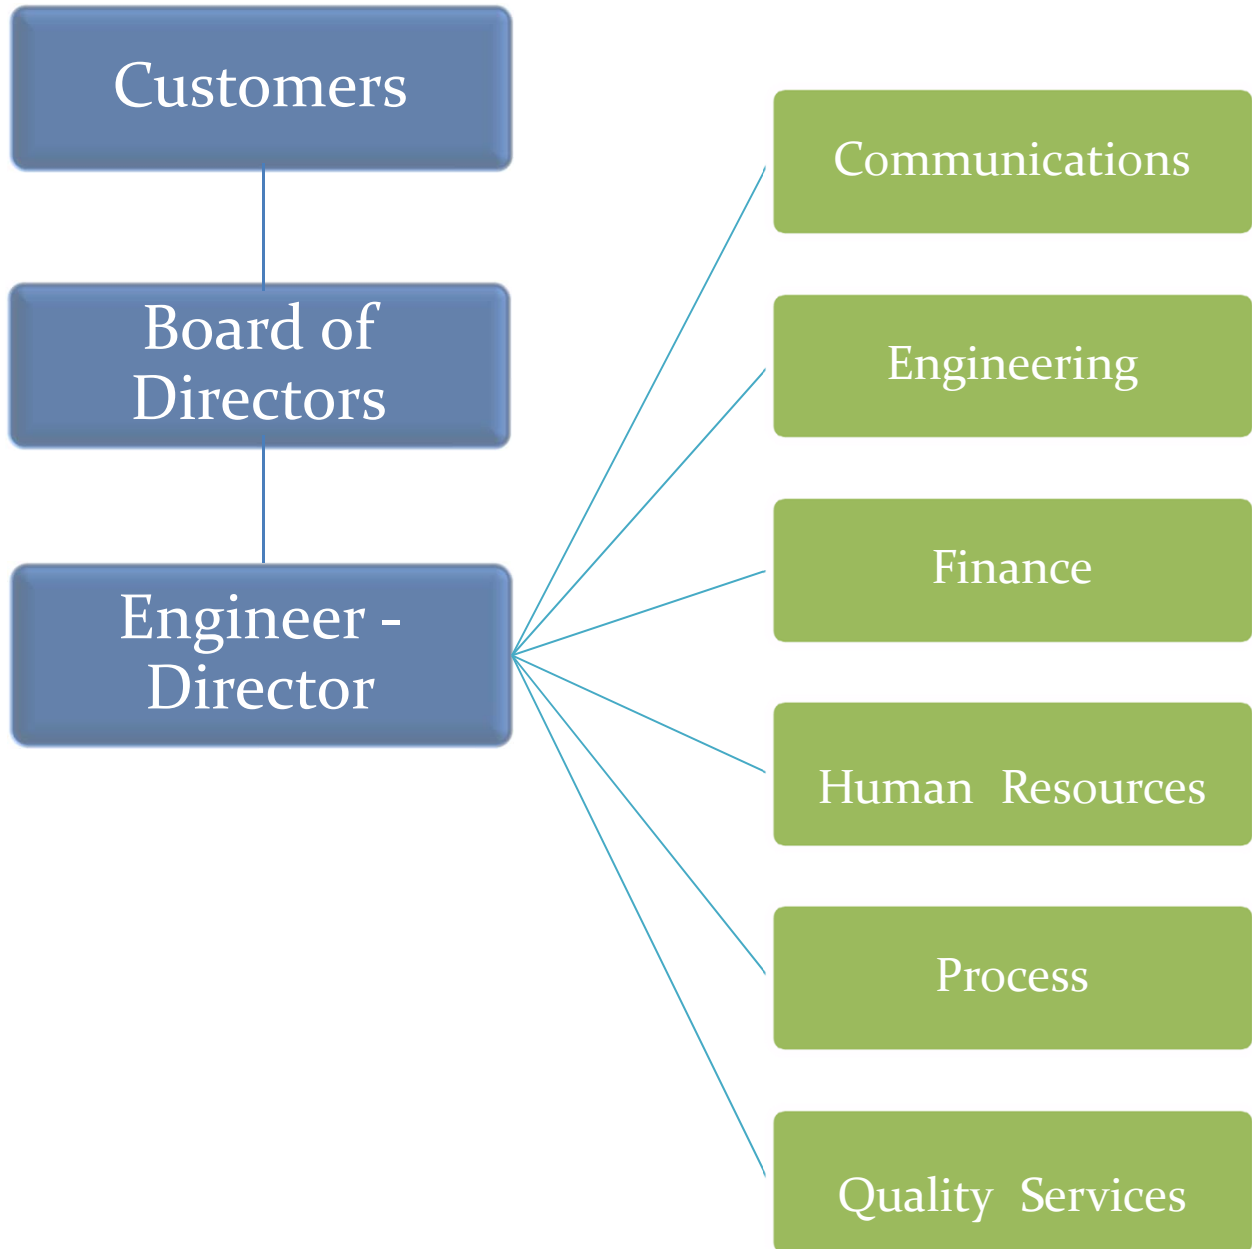 Customers
Board of
Directors
Engineer -
Director
Communications
Engineering
Finance
Human Resources
Process
Quality Services